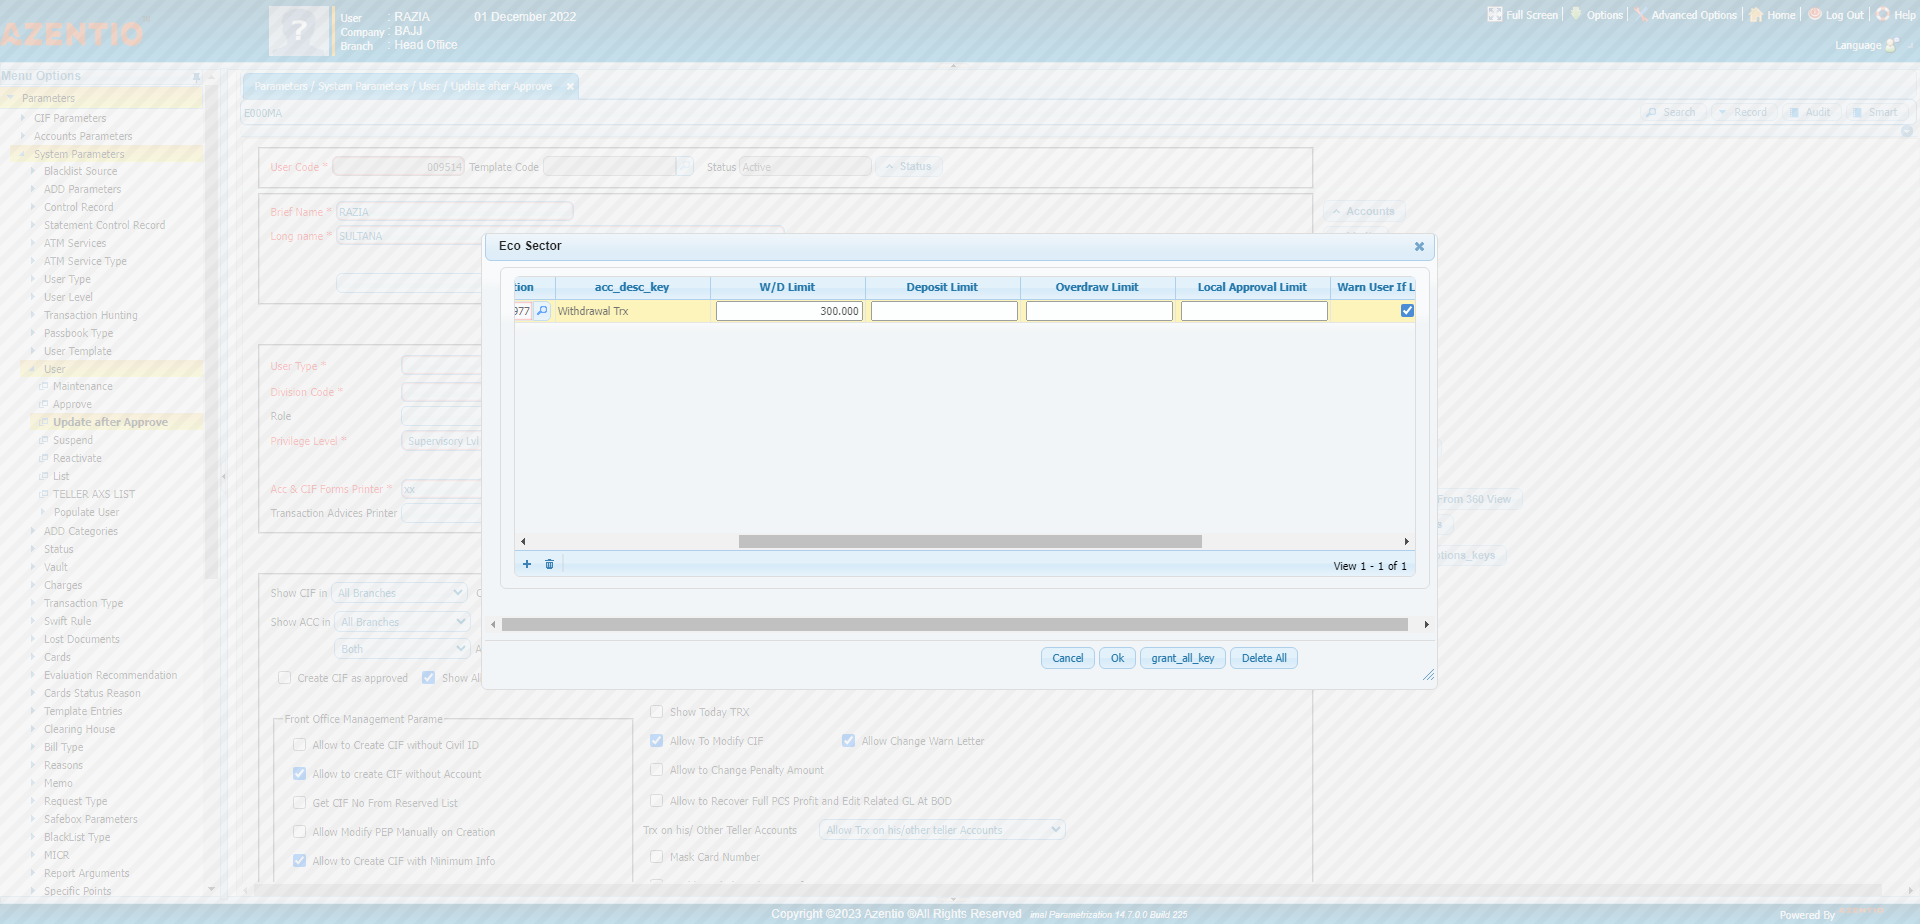 AZENTIO
?
User : RAZIA 01 December 2022
Company : BAJJ
Branch : Head Office
Full Screen Options Advanced Options Home Log Out Help
Language
Menu Options
Parameters
CIF Parameters
Accounts Parameters
System Parameters
Blacklist Source
ADD Parameters
Control Record
Statement Control Record
ATM Services
ATM Service Type
User Type
User Level
Transaction Hunting
Passbook Type
User Template
User
Maintenance
Approve
Update after Approve
Suspend
Reactivate
List
TELLER AXS LIST
Populate User
ADD Categories
Status
Vault
Charges
Transaction Type
Swift Rule
Lost Documents
Cards
Evaluation Recommendation
Cards Status Reason
Template Entries
Clearing House
Bill Type
Reasons
Memo
Request Type
Safebox Parameters
BlackList Type
MICR
Report Arguments
Specific Points
Parameters / System Parameters / User / Update after Approve
E000MA
Search Record Audit Smart
User Code * 009514 Template Code Status Active Status
Brief Name * RAZIA
Accounts
Long name * SULTANA
User Type *
Division Code *
Role
Privilege Level * Supervisory Lvl
Acc & CIF Forms Printer * xx
Transaction Advices Printer
From 360 View
ations_keys
Show CIF in All Branches
Show ACC in All Branches
Both A
Create CIF as approved Show All
Eco Sector
tion acc_desc_key W/D Limit Deposit Limit Overdraw Limit Local Approval Limit Warn User If L
977 Withdrawal Trx 300.000
View 1 - 1 of 1
Cancel Ok grant_all_key Delete All
Front Office Management Parame
Allow to Create CIF without Civil ID
Allow to create CIF without Account
Get CIF No From Reserved List
Allow Modify PEP Manually on Creation
Allow to Create CIF with Minimum Info
Show Today TRX
Allow To Modify CIF Allow Change Warn Letter
Allow to Change Penalty Amount
Allow to Recover Full PCS Profit and Edit Related GL At BOD
Trx on his/ Other Teller Accounts Allow Trx on his/other teller Accounts
Mask Card Number
Copyright ©2023 Azentio ®All Rights Reserved imal Parametrization 14.7.0.0 Build 225
Powered By